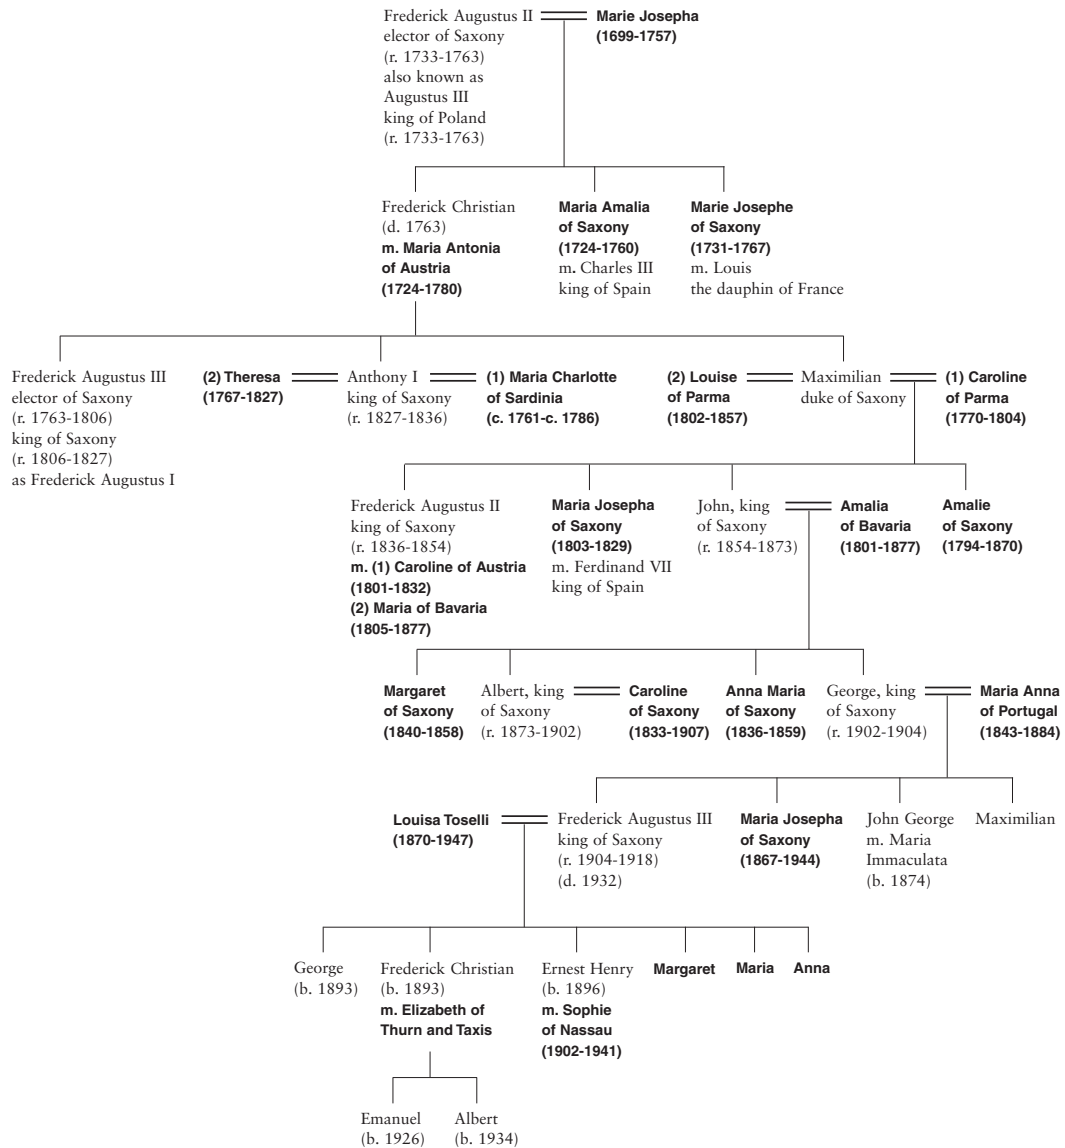 Frederick Augustus II
elector of Saxony
(r. 1733-1763)
also known as
Augustus III
king of Poland
(r. 1733-1763)
Marie Josepha
(1699-1757)
Frederick Christian
(d. 1763)
m. Maria Antonia
of Austria
(1724-1780)
Maria Amalia
of Saxony
(1724-1760)
m. Charles III
king of Spain
Marie Josephe
of Saxony
(1731-1767)
m. Louis
the dauphin of France
Frederick Augustus III
elector of Saxony
(r. 1763-1806)
king of Saxony
(r. 1806-1827)
as Frederick Augustus I
(2) Theresa
(1767-1827)
Anthony I
king of Saxony
(r. 1827-1836)
(1) Maria Charlotte
of Sardinia
(c. 1761-c. 1786)
(2) Louise
of Parma
(1802-1857)
Maximilian
duke of Saxony
(1) Caroline
of Parma
(1770-1804)
Frederick Augustus II
king of Saxony
(r. 1836-1854)
m. (1) Caroline of Austria
(1801-1832)
(2) Maria of Bavaria
(1805-1877)
Maria Josepha
of Saxony
(1803-1829)
m. Ferdinand VII
king of Spain
John, king
of Saxony
(r. 1854-1873)
Amalia
of Bavaria
(1801-1877)
Amalie
of Saxony
(1794-1870)
Margaret
of Saxony
(1840-1858)
Albert, king
of Saxony
(r. 1873-1902)
Caroline
of Saxony
(1833-1907)
Anna Maria
of Saxony
(1836-1859)
George, king
of Saxony
(r. 1902-1904)
Maria Anna
of Portugal
(1843-1884)
Louisa Toselli
(1870-1947)
Frederick Augustus III
king of Saxony
(r. 1904-1918)
(d. 1932)
Maria Josepha
of Saxony
(1867-1944)
John George
m. Maria
Immaculata
(b. 1874)
Maximilian
George
(b. 1893)
Frederick Christian
(b. 1893)
m. Elizabeth of
Thurn and Taxis
Ernest Henry
(b. 1896)
m. Sophie
of Nassau
(1902-1941)
Margaret
Maria
Anna
Emanuel
(b. 1926)
Albert
(b. 1934)